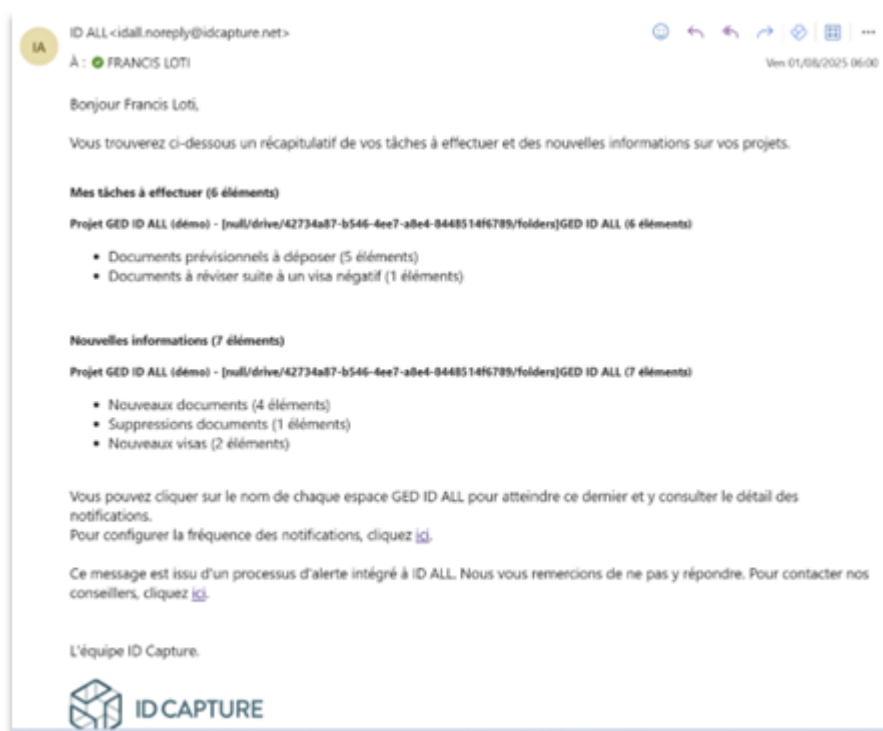 ID ALL<idall.noreply@idcapture.net>
IA
À : FRANCIS LOTI
Ven 01/08/2025 06:00
Bonjour Francis Loti,
Vous trouverez ci-dessous un récapitulatif de vos tâches à effectuer et des nouvelles informations sur vos projets.
Mes tâches à effectuer (6 éléments)
Projet GED ID ALL (démo) - [null/drive/42734a87-b546-4ee7-a8e4-8448514f6789/folders]GED ID ALL (6 éléments)
• Documents prévisionnels à déposer (5 éléments)
• Documents à réviser suite à un visa négatif (1 éléments)
Nouvelles informations (7 éléments)
Projet GED ID ALL (démo) - [null/drive/42734a87-b546-4ee7-a8e4-8448514f6789/folders]GED ID ALL (7 éléments)
• Nouveaux documents (4 éléments)
• Suppressions documents (1 éléments)
• Nouveaux visas (2 éléments)
Vous pouvez cliquer sur le nom de chaque espace GED ID ALL pour atteindre ce dernier et y consulter le détail des
notifications.
Pour configurer la fréquence des notifications, cliquez ici.
Ce message est issu d'un processus d'alerte intégré à ID ALL. Nous vous remercions de ne pas y répondre. Pour contacter nos
conseillers, cliquez ici.
L'équipe ID Capture.
ID CAPTURE